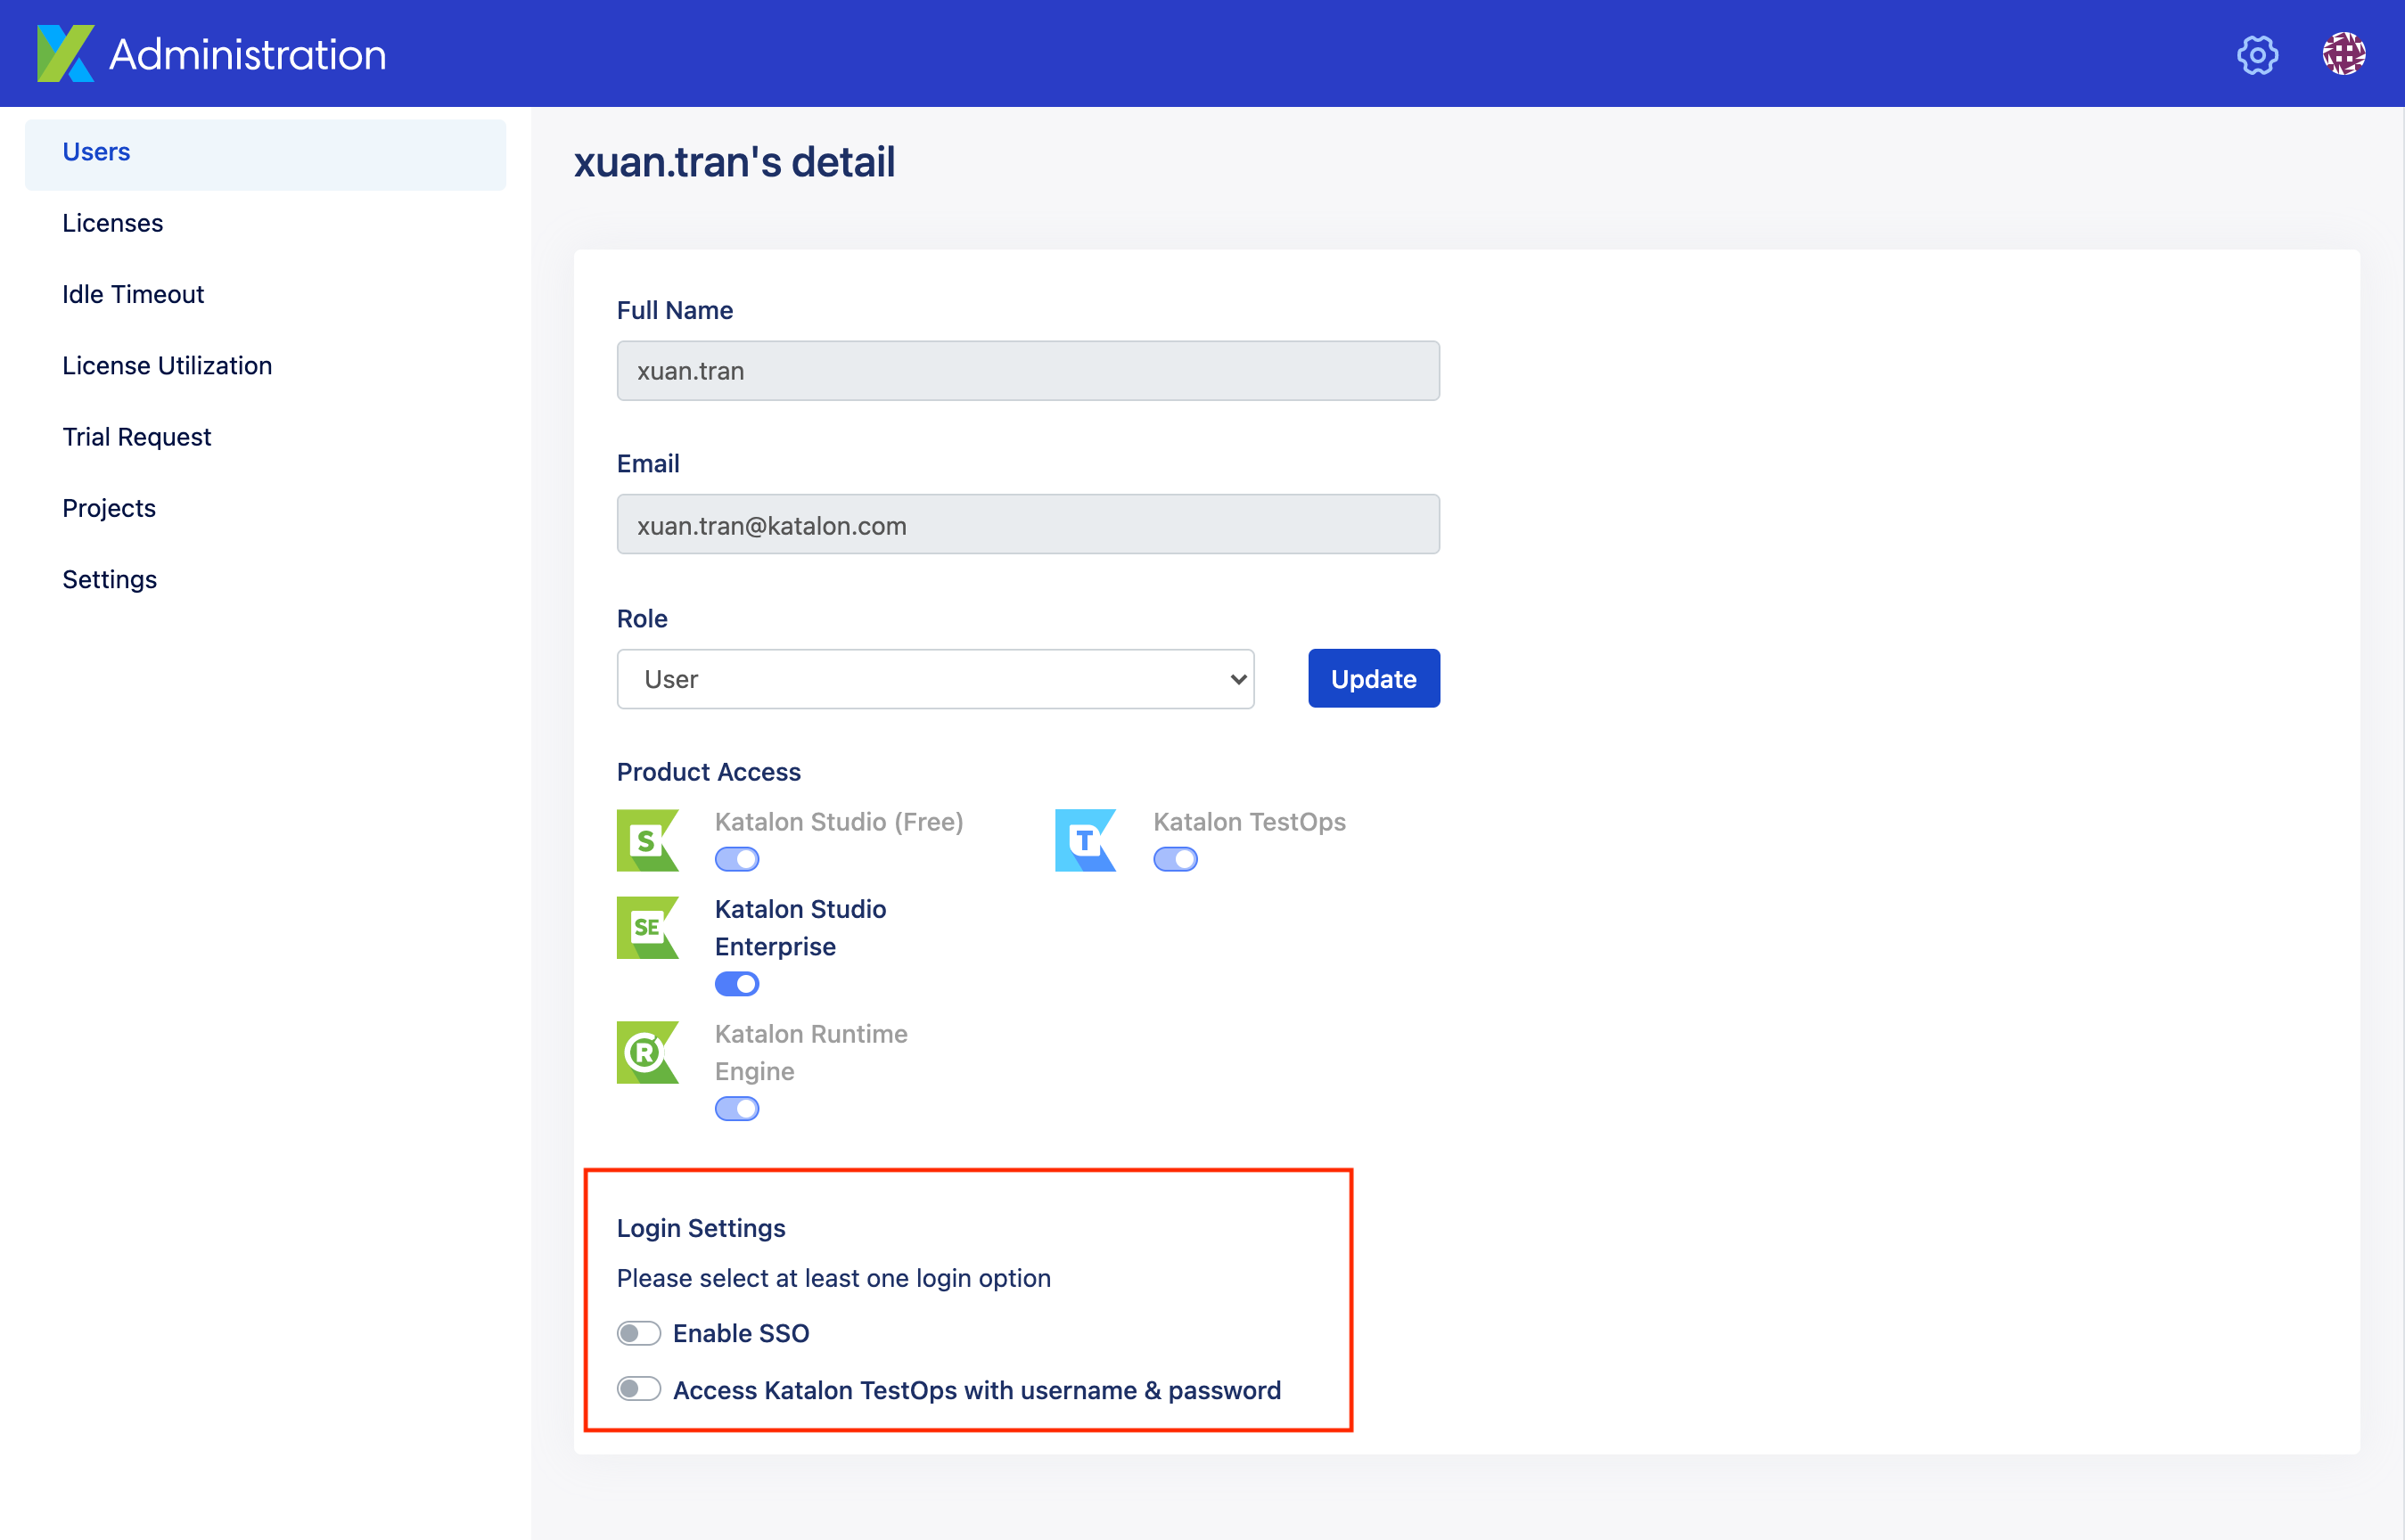 Administration
Users
Licenses
Idle Timeout
License Utilization
Trial Request
Projects
Settings
xuan.tran's detail
Full Name
xuan.tran
Email
xuan.tran@katalon.com
Role
User
Update
Product Access
S
Katalon Studio (Free)
T
Katalon TestOps
SE
Katalon Studio
Enterprise
R
Katalon Runtime
Engine
Login Settings
Please select at least one login option
Enable SSO
Access Katalon TestOps with username & password